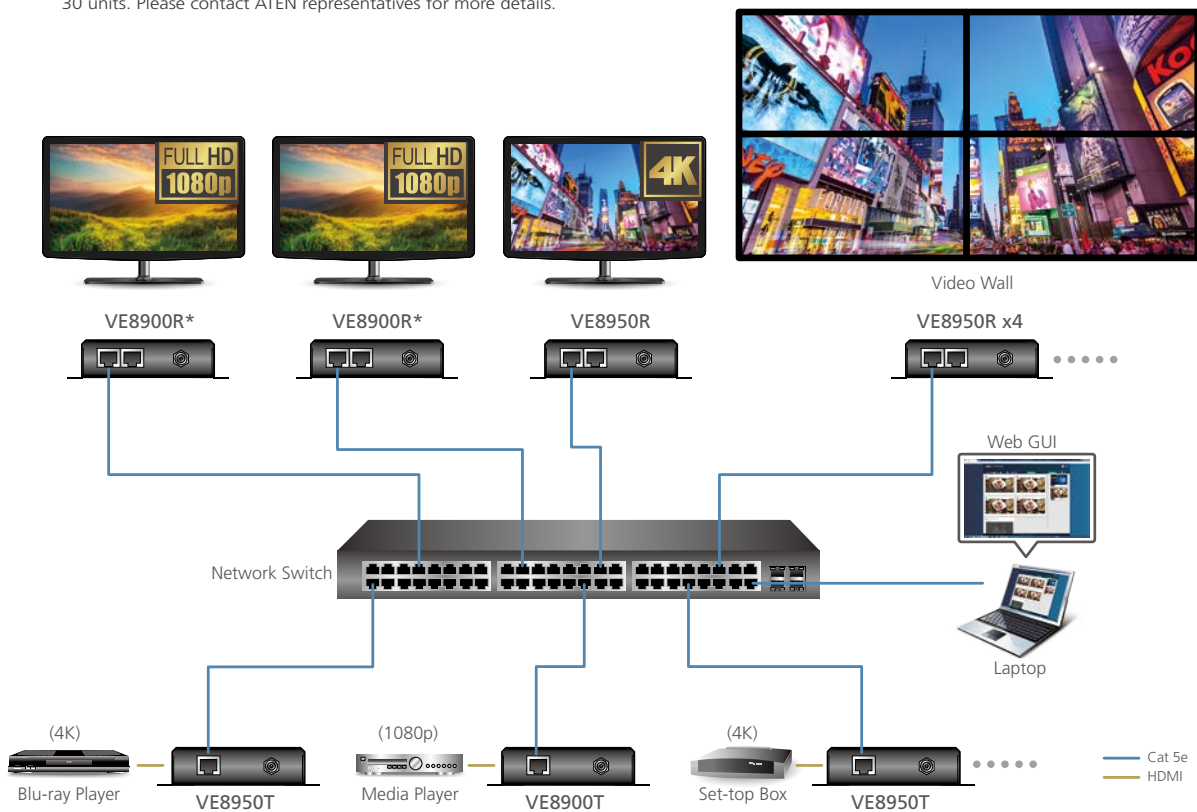 30 units. Please contact ATEN representatives for more details.
FULL HD
1080p
FULL HD
1080p
4K
Video Wall
VE8900R*
VE8900R*
VE8950R
VE8950R x4
Web GUI
Network Switch
Laptop
(4K)
(1080p)
(4K)
Cat 5e
HDMI
Blu-ray Player
VE8950T
Media Player
VE8900T
Set-top Box
VE8950T